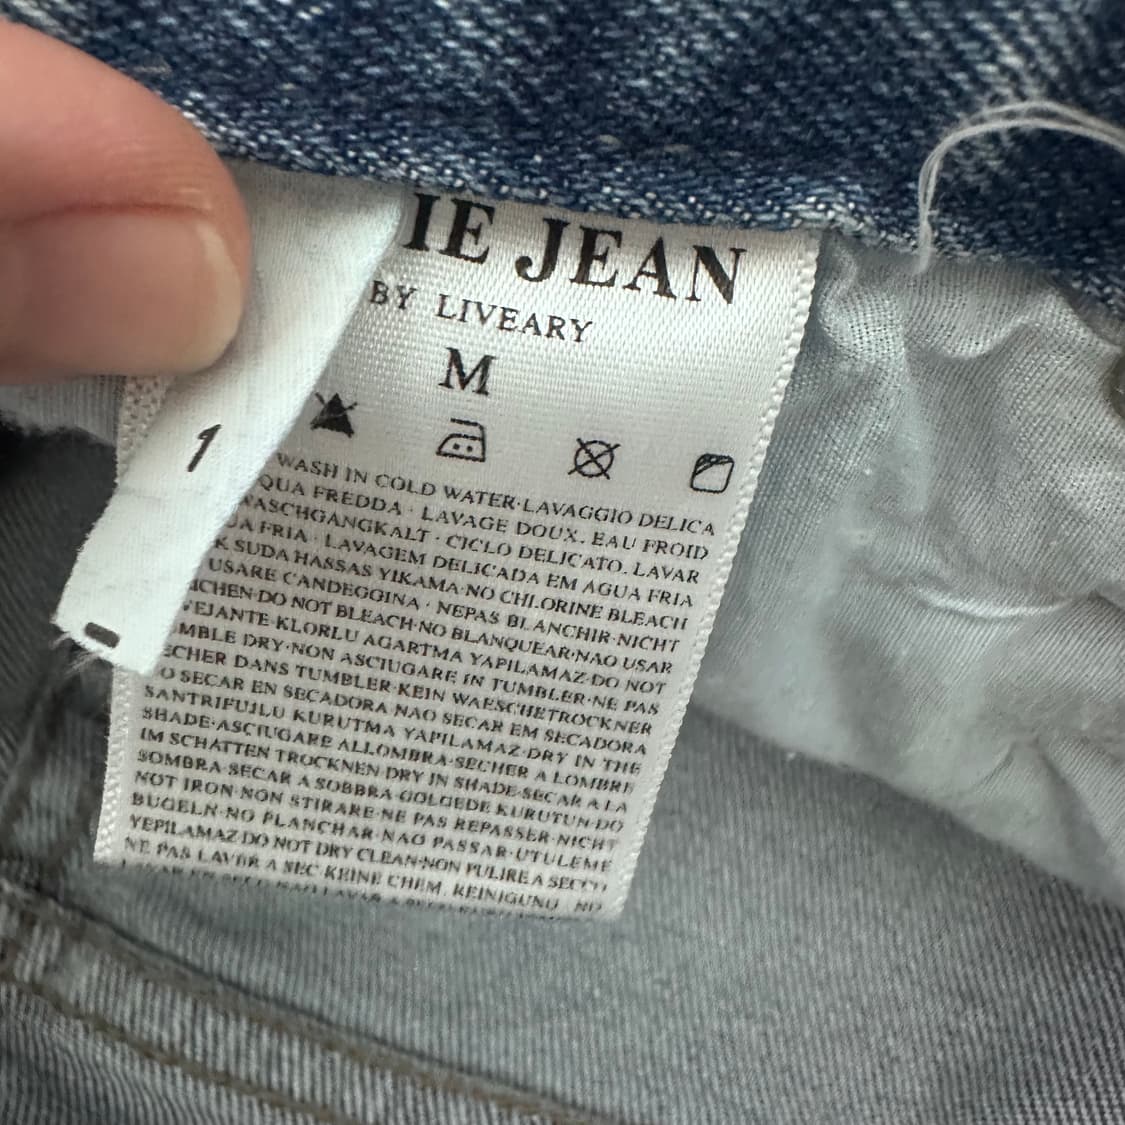 IE JEAN
BY LIVEARY
M
1
WASH IN COLD WATER·LAVAGGIO DELICA
QUA FREDDA · LAVAGE DOUX. EAU FROID
ASCHGANGKALT · CICLO DELICATO. LAVAR
UA FRIA · LAVAGEM DELICADA EM AGUA FRIA
K SUDA HASSAS YIKAMA·NO CHLORINE BLEACH
USARE CANDEGGINA · NEPAS BLANCHIR·NICHT
ICHEN·DO NOT BLEACH·NO BLANQUEAR·NAO USAR
EJANTE·KLORLU AGARTMA YAPILAMAZ·DO NOT
MBLE DRY·NON ASCIUGARE IN TUMBLER·NE PAS
ECHER DANS TUMBLER·KEIN WAESCHETROCKNER
O SECAR EN SECADORA NAO SECAR EM SECADORA
SANTRIFUJLU KURUTMA YAPILAMAZ·DRY IN THE
SHADE·ASCIUGARE ALLOMBRA·SECHER A LOMBRE
IM SCHATTEN TROCKNEN·DRY IN SHADE·SECAR A LA
SOMBRA·SECAR A SOBBRA·GOLGEDE KURUTUN·DO
NOT IRON·NON STIRARE·NE PAS REPASSER·NICHT
BUGELN·NO PLANCHAR·NAO PASSAR·UTULEME
YEPILAMAZ·DO NOT DRY CLEAN·NON PULIRE A SECCO
NE PAS LAVER A SEC·KEINE CHEM. REINIGUNG NO